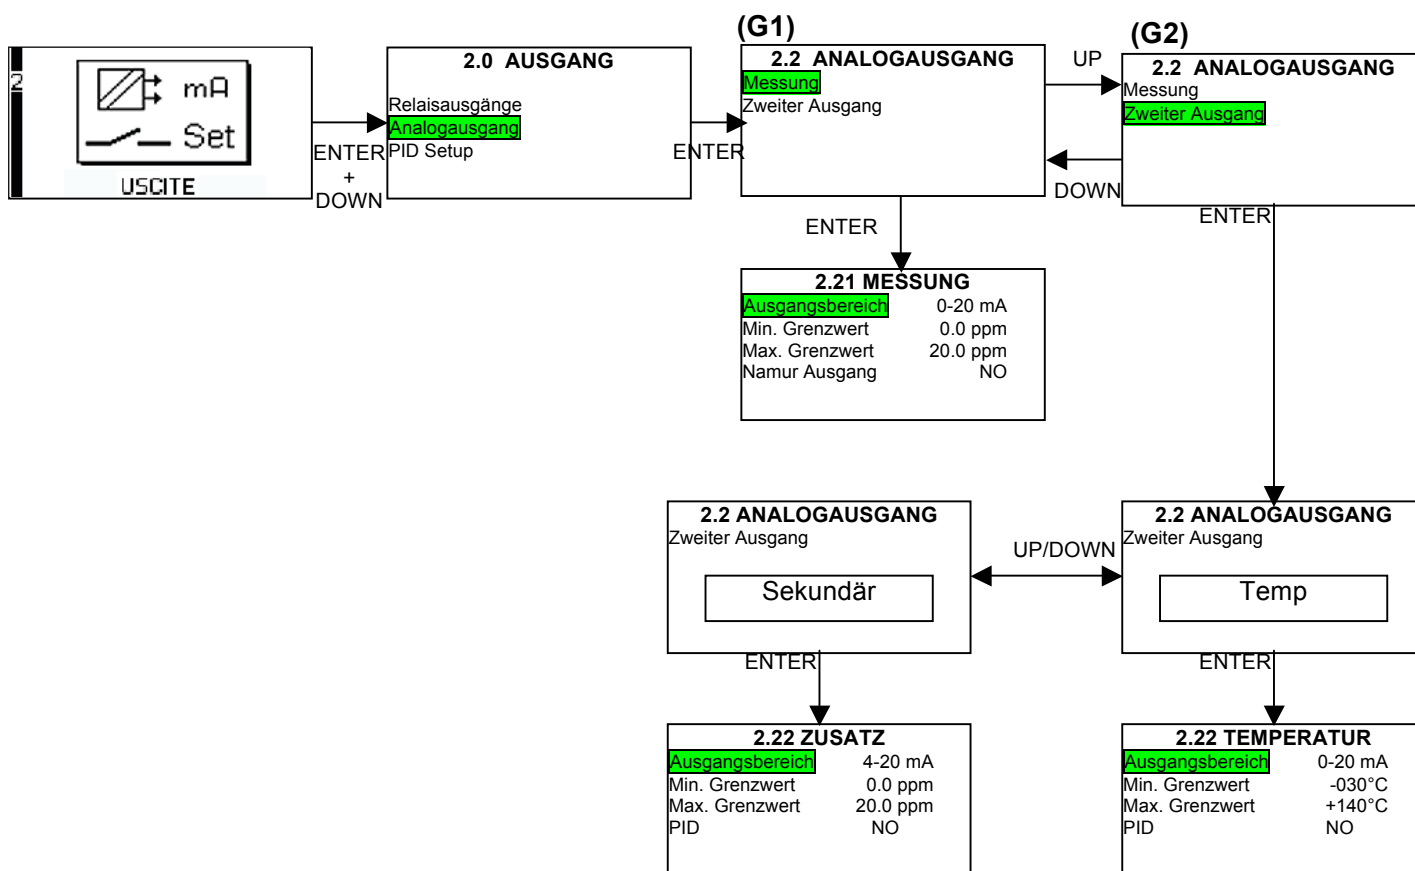 2
mA
Set
USCITE
ENTER
+
DOWN
2.0 AUSGANG
Relaisausgänge
Analogausgang
PID Setup
ENTER
(G1)
2.2 ANALOGAUSGANG
Messung
Zweiter Ausgang
UP
DOWN
(G2)
2.2 ANALOGAUSGANG
Messung
Zweiter Ausgang
ENTER
ENTER
2.21 MESSUNG
Ausgangsbereich 0-20 mA
Min. Grenzwert 0.0 ppm
Max. Grenzwert 20.0 ppm
Namur Ausgang NO
2.2 ANALOGAUSGANG
Zweiter Ausgang
Sekundär
UP/DOWN
2.2 ANALOGAUSGANG
Zweiter Ausgang
Temp
ENTER
ENTER
2.22 ZUSATZ
Ausgangsbereich 4-20 mA
Min. Grenzwert 0.0 ppm
Max. Grenzwert 20.0 ppm
PID NO
2.22 TEMPERATUR
Ausgangsbereich 0-20 mA
Min. Grenzwert -030°C
Max. Grenzwert +140°C
PID NO